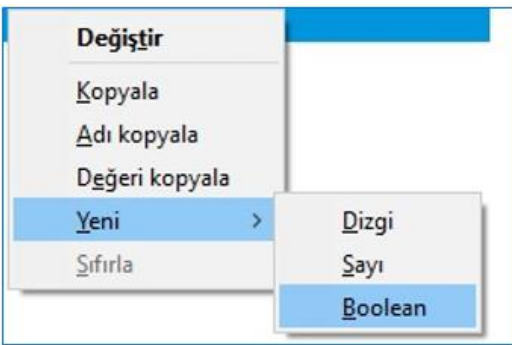 Değiştir
Kopyala
Adı kopyala
Değeri kopyala
Yeni
Sıfırla
Dizgi
Sayı
Boolean